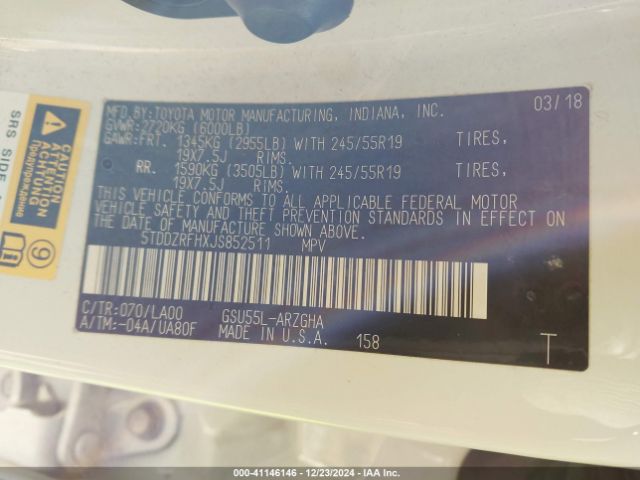 MFD.BY:TOYOTA MOTOR MANUFACTURING, INDIANA, INC. 03/18
GVWR:2720KG (6000LB)
GAWR:FRT. 1345KG (2955LB) WITH 245/55R19 TIRES,
19X7.5J RIMS.
RR. 1590KG (3505LB) WITH 245/55R19 TIRES,
19X7.5J RIMS.
THIS VEHICLE CONFORMS TO ALL APPLICABLE FEDERAL MOTOR
VEHICLE SAFETY AND THEFT PREVENTION STANDARDS IN EFFECT ON
THE DATE OF MANUFACTURE SHOWN ABOVE.
5TDDZRFHXJS852511 MPV
C/TR:070/LA00 GSU55L-ARZGHA
A/TM:-04A/UA80F MADE IN U.S.A. 158 T
SRS SIDE
CAUTION
ATTENTION
ACHTUNG
Предупреждение
9
000-41146146 - 12/23/2024 - IAA Inc.